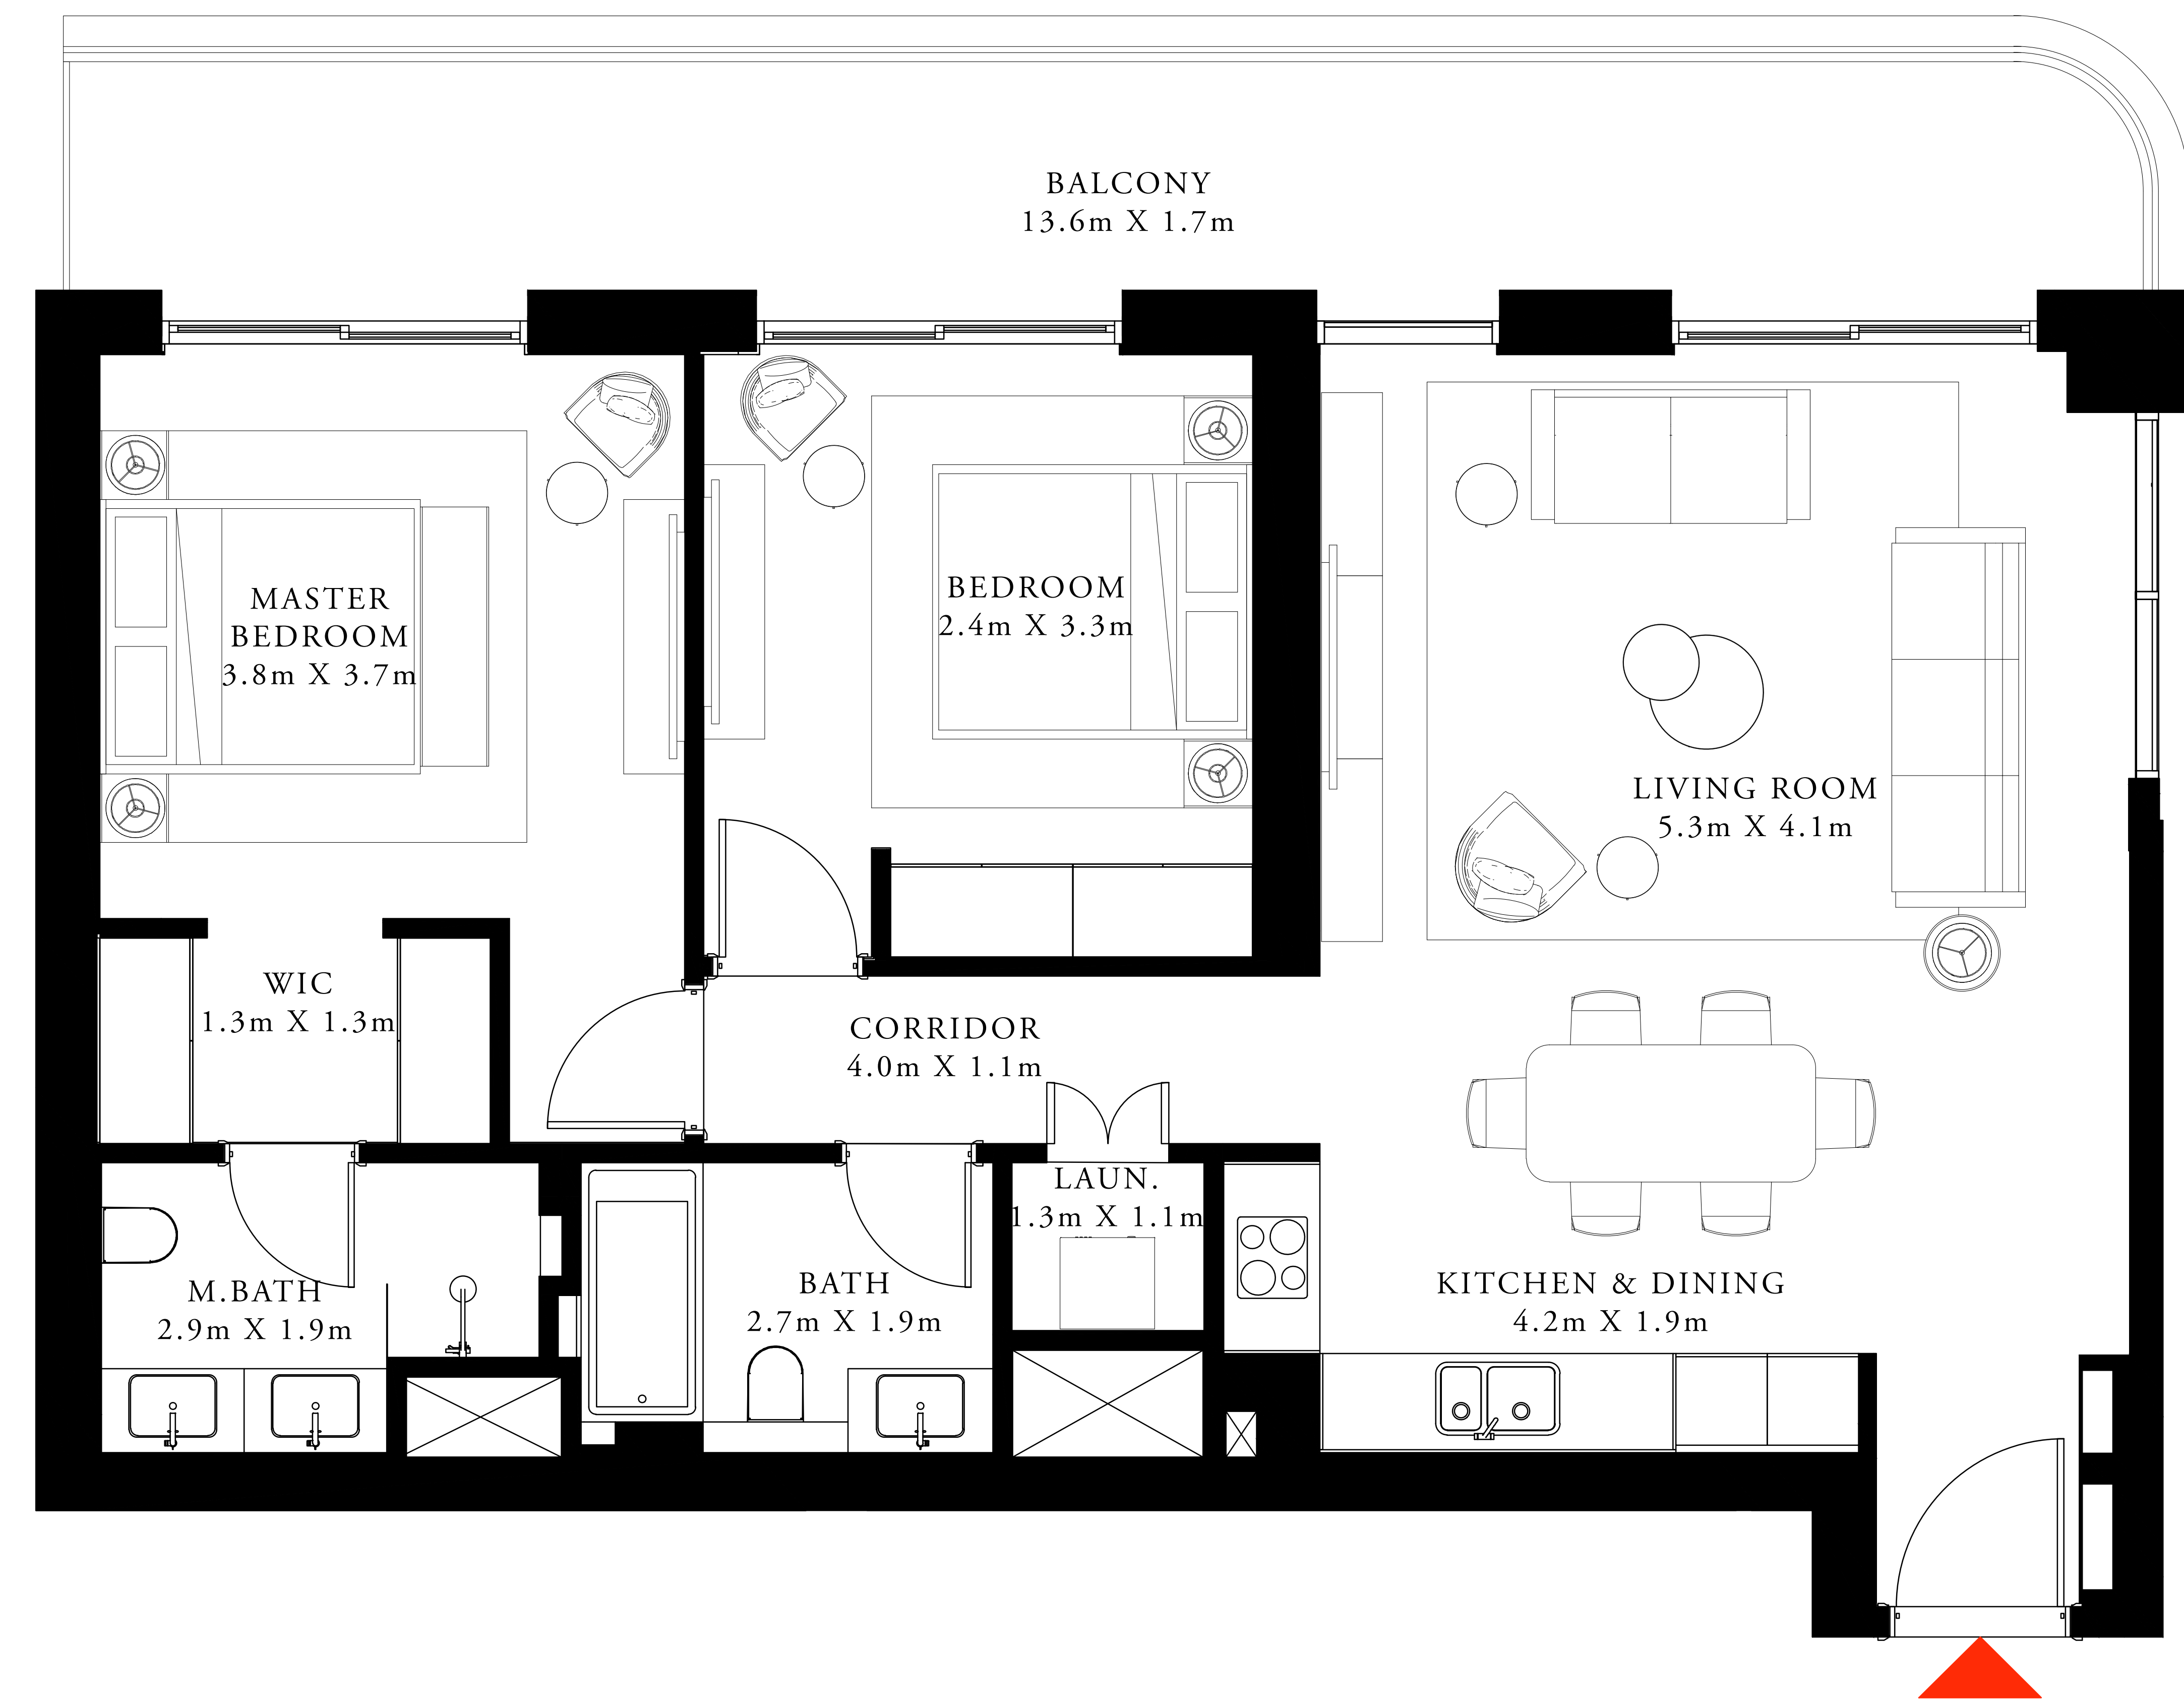 BALCONY
13.6m X 1.7m
MASTER
BEDROOM
3.8m X 3.7m
BEDROOM
2.4m X 3.3m
LIVING ROOM
5.3m X 4.1m
WIC
1.3m X 1.3m
CORRIDOR
4.0m X 1.1m
LAUN.
1.3m X 1.1m
M.BATH
2.9m X 1.9m
BATH
2.7m X 1.9m
KITCHEN & DINING
4.2m X 1.9m